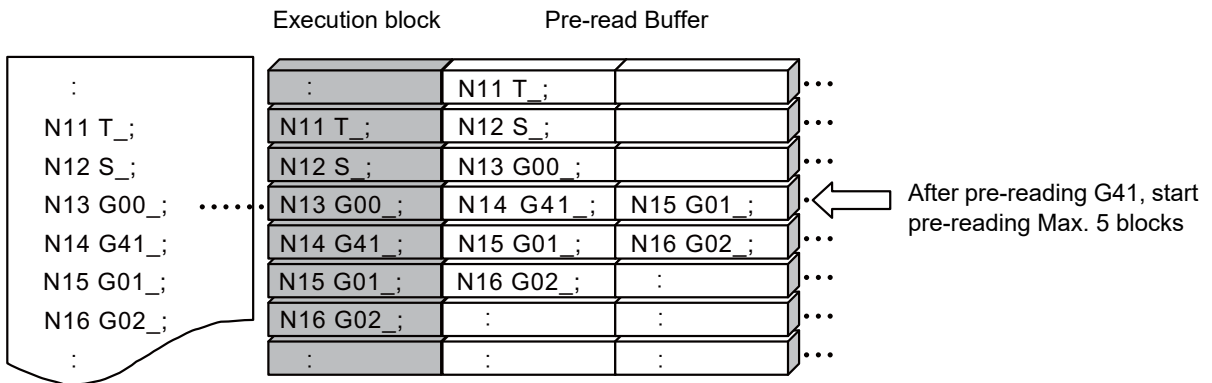 Execution block Pre-read Buffer
:
N11 T_;
N12 S_;
N13 G00_;
N14 G41_;
N15 G01_;
N16 G02_;
:
: N11 T_;
N11 T_; N12 S_;
N12 S_; N13 G00_;
N13 G00_; N14 G41_; N15 G01_;
N14 G41_; N15 G01_; N16 G02_;
N15 G01_; N16 G02_; :
N16 G02_; : :
: : :
After pre-reading G41, start
pre-reading Max. 5 blocks